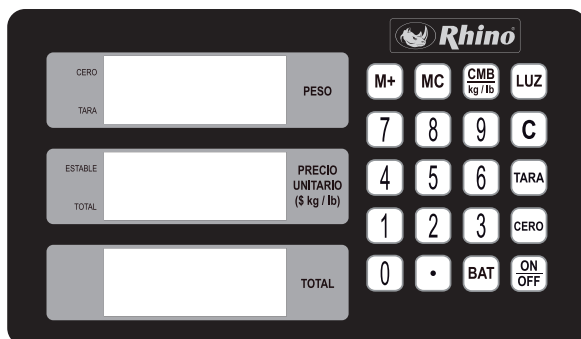 Rhino
CERO
TARA
PESO
ESTABLE
TOTAL
PRECIO
UNITARIO
($ kg / lb)
TOTAL
M+ MC CMB kg / lb LUZ
7 8 9 C
4 5 6 TARA
1 2 3 CERO
0 . BAT ON OFF